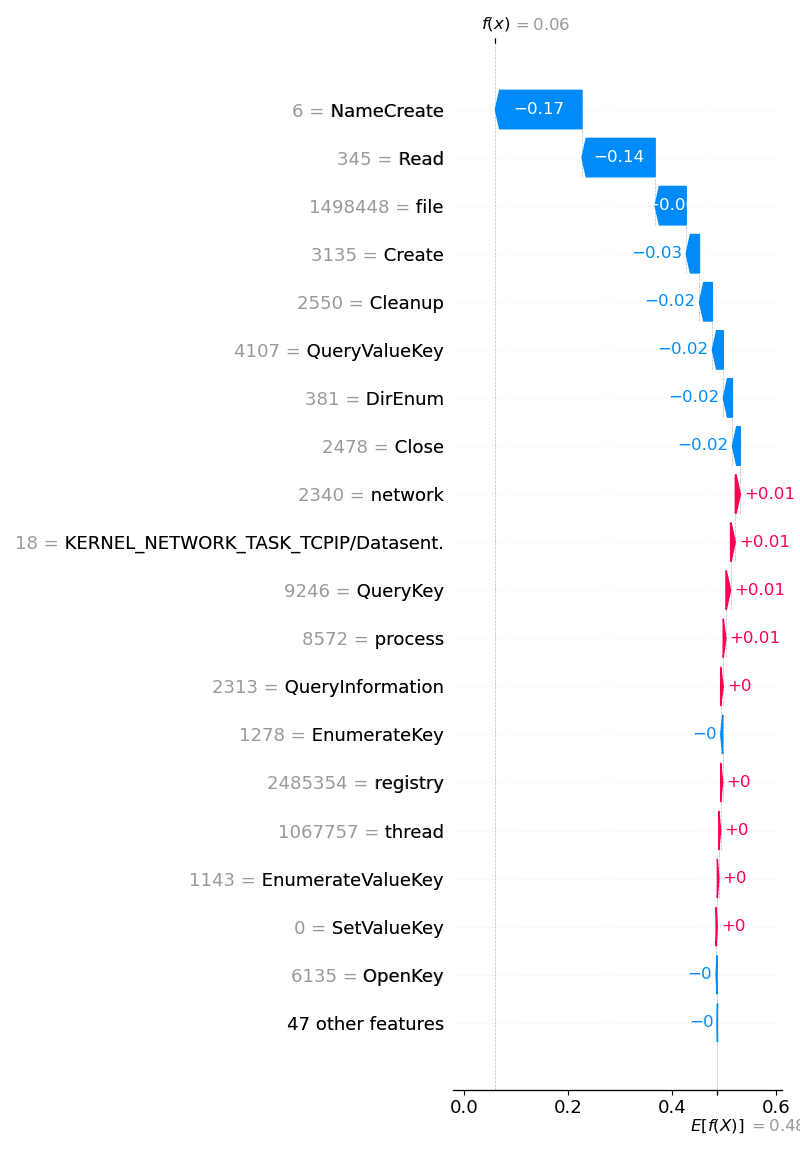 f(x) = 0.06
6 = NameCreate −0.17
345 = Read −0.14
1498448 = file −0.0
3135 = Create −0.03
2550 = Cleanup −0.02
4107 = QueryValueKey −0.02
381 = DirEnum −0.02
2478 = Close −0.02
2340 = network +0.01
18 = KERNEL_NETWORK_TASK_TCPIP/Datasent. +0.01
9246 = QueryKey +0.01
8572 = process +0.01
2313 = QueryInformation +0
1278 = EnumerateKey −0
2485354 = registry +0
1067757 = thread +0
1143 = EnumerateValueKey +0
0 = SetValueKey +0
6135 = OpenKey −0
47 other features −0
0.0 0.2 0.4 0.6
E[f(X)] = 0.48